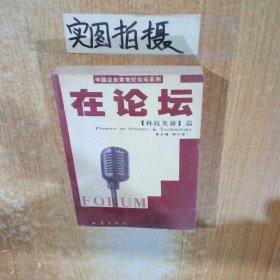 实图拍摄
中国企业家世纪论坛系列
在论坛
【科技英雄】篇
Pioneer in Science & Technology
FORUM